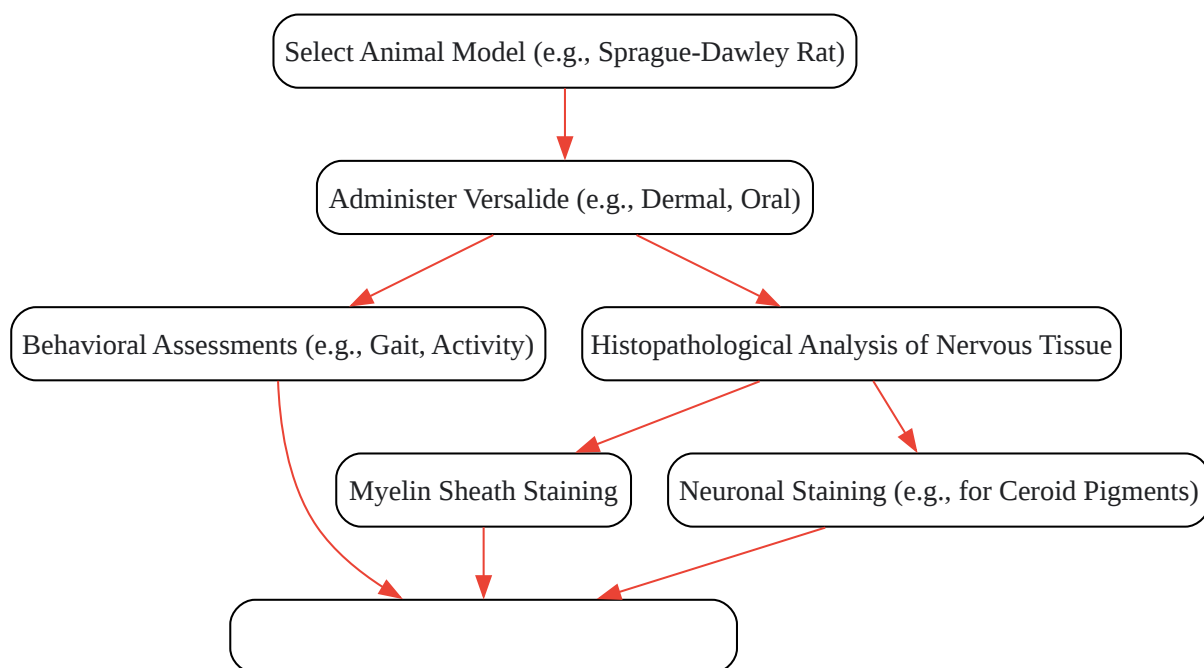 Select Animal Model (e.g., Sprague-Dawley Rat)
Administer Versalide (e.g., Dermal, Oral)
Behavioral Assessments (e.g., Gait, Activity)
Histopathological Analysis of Nervous Tissue
Myelin Sheath Staining
Neuronal Staining (e.g., for Ceroid Pigments)